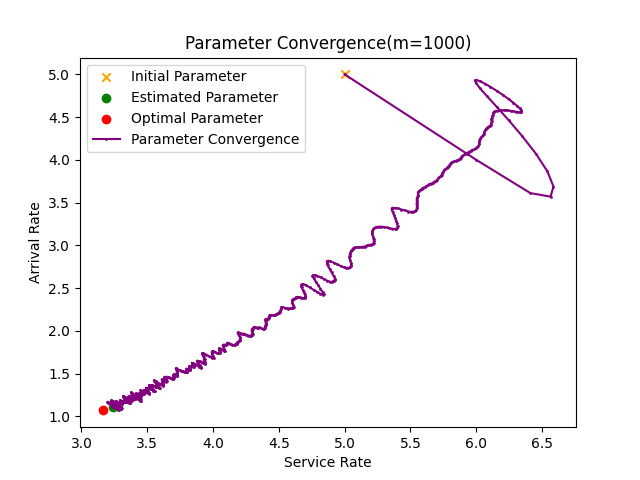 Parameter Convergence(m=1000)
Initial Parameter
Estimated Parameter
Optimal Parameter
Parameter Convergence
5.0
4.5
4.0
3.5
3.0
2.5
2.0
1.5
1.0
Arrival Rate
3.0 3.5 4.0 4.5 5.0 5.5 6.0 6.5
Service Rate